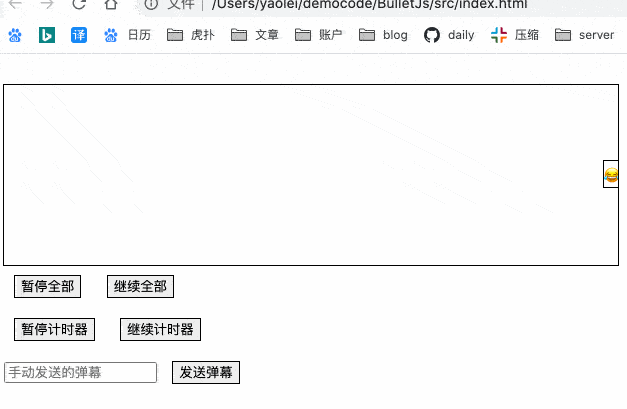 文件 | /Users/yaolei/democode/BulletJs/src/index.html
译 日历 虎扑 文章 账户 blog daily 压缩 server
暂停全部 继续全部
暂停计时器 继续计时器
手动发送的弹幕 发送弹幕